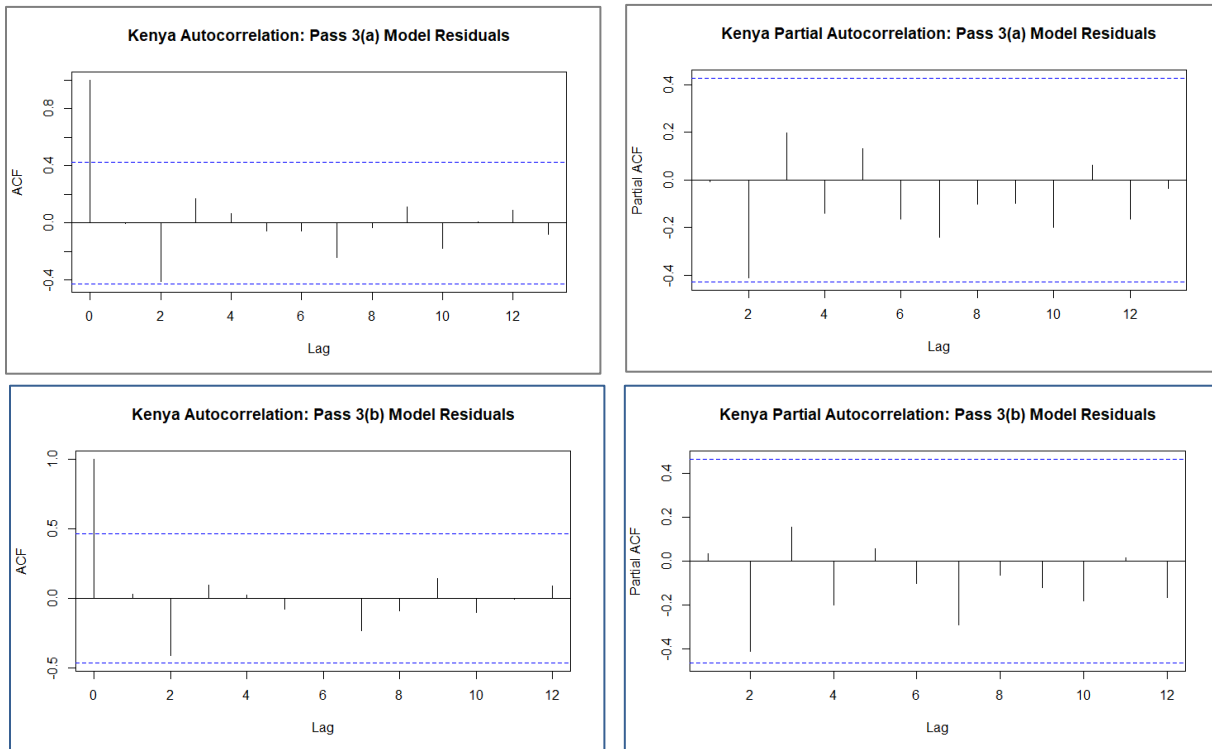 Kenya Autocorrelation: Pass 3(a) Model Residuals
ACF
0.8
0.4
0.0
-0.4
0 2 4 6 8 10 12
Lag
Kenya Partial Autocorrelation: Pass 3(a) Model Residuals
Partial ACF
0.4
0.2
0.0
-0.2
-0.4
2 4 6 8 10 12
Lag
Kenya Autocorrelation: Pass 3(b) Model Residuals
ACF
1.0
0.5
0.0
-0.5
0 2 4 6 8 10 12
Lag
Kenya Partial Autocorrelation: Pass 3(b) Model Residuals
Partial ACF
0.4
0.2
0.0
-0.2
-0.4
2 4 6 8 10 12
Lag